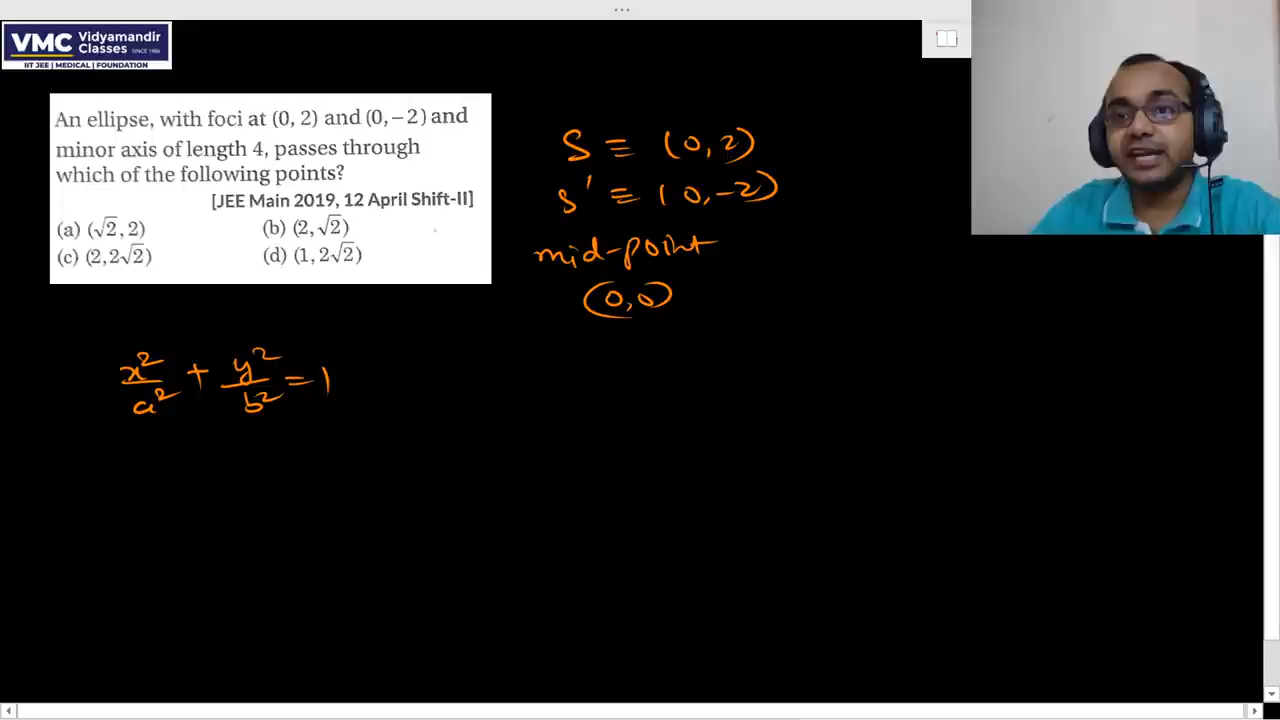 VMC Vidyamandir Classes
SINCE 1986
IIT JEE | MEDICAL | FOUNDATION
An ellipse, with foci at (0, 2) and (0, −2) and
minor axis of length 4, passes through
which of the following points?
[JEE Main 2019, 12 April Shift-II]
(a) (√2, 2) (b) (2, √2)
(c) (2, 2√2) (d) (1, 2√2)
S ≡ (0, 2)
S' ≡ (0, −2)
mid-point
(0, 0)
x²/a² + y²/b² = 1